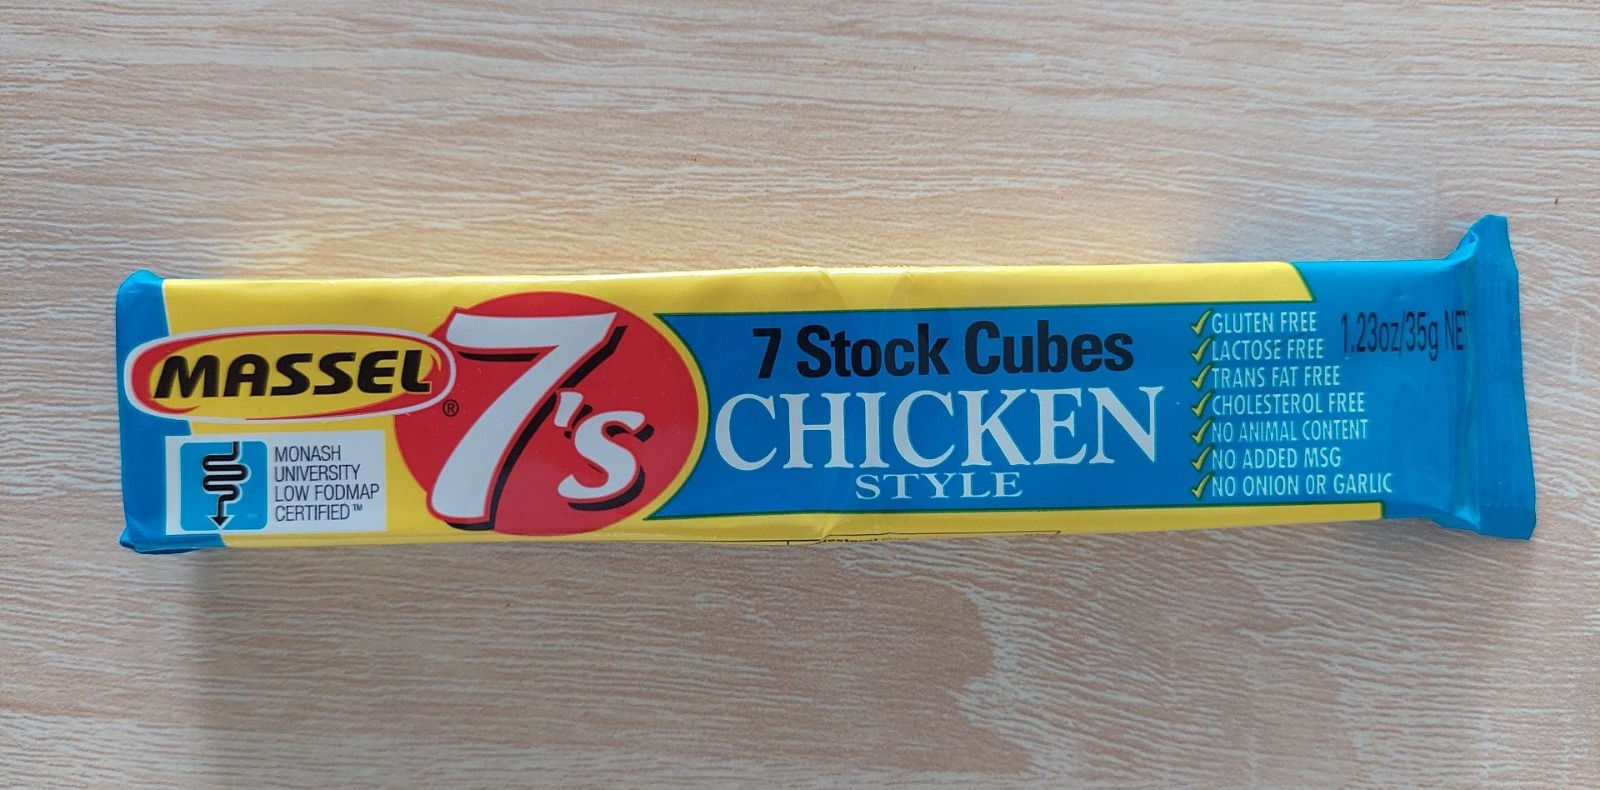 MASSEL
®
7's
MONASH
UNIVERSITY
LOW FODMAP
CERTIFIED™
7 Stock Cubes
CHICKEN
STYLE
GLUTEN FREE
LACTOSE FREE
TRANS FAT FREE
CHOLESTEROL FREE
NO ANIMAL CONTENT
NO ADDED MSG
NO ONION OR GARLIC
1.23oz/35g NET